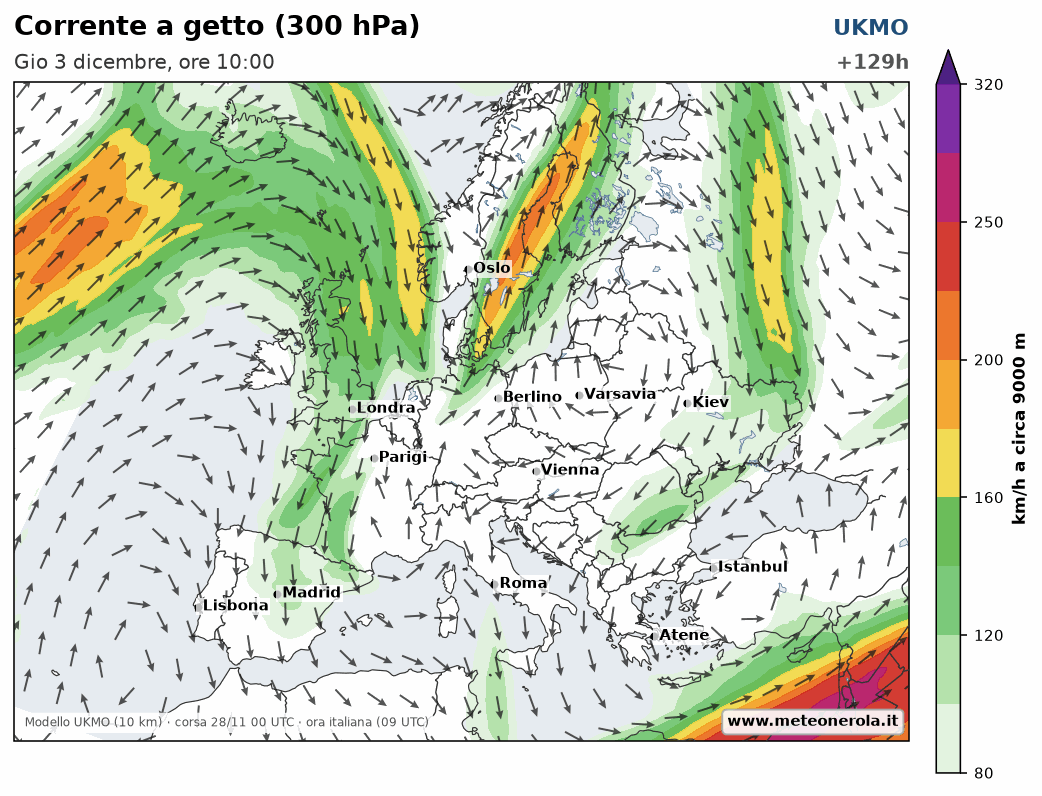 Corrente a getto (300 hPa)
UKMO
Gio 3 dicembre, ore 10:00
+129h
320
250
200
160
120
80
km/h a circa 9000 m
Oslo
Berlino
Varsavia
Kiev
Londra
Parigi
Vienna
Istanbul
Roma
Madrid
Lisbona
Atene
Modello UKMO (10 km) · corsa 28/11 00 UTC · ora italiana (09 UTC)
www.meteonerola.it